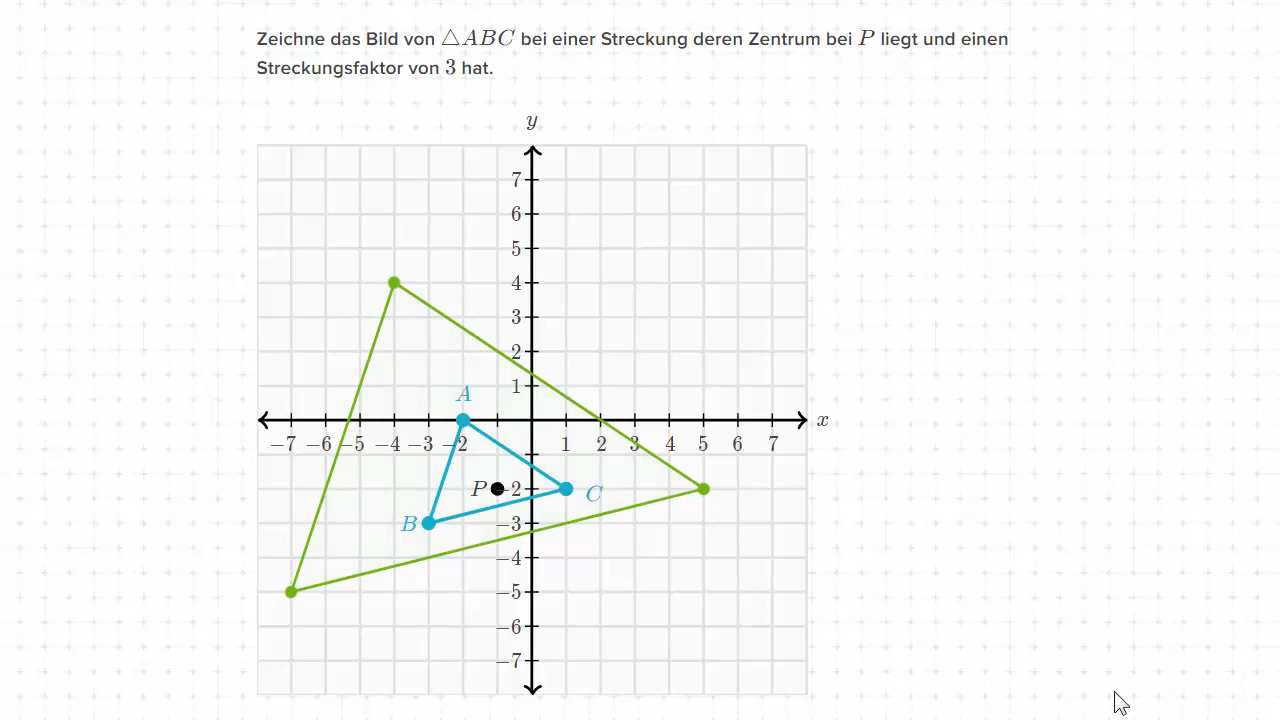 Zeichne das Bild von △ABC bei einer Streckung deren Zentrum bei P liegt und einen
Streckungsfaktor von 3 hat.
y
7
6
5
4
3
2
1
A
x
−7 −6 −5 −4 −3 −2 1 2 3 4 5 6 7
P −2 C
B −3
−4
−5
−6
−7